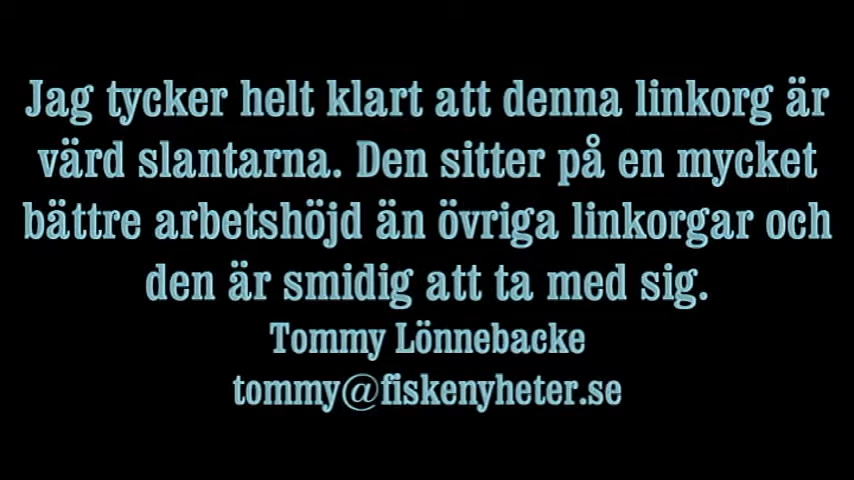 Jag tycker helt klart att denna linkorg är
värd slantarna. Den sitter på en mycket
bättre arbetshöjd än övriga linkorgar och
den är smidig att ta med sig.
Tommy Lönnebacke
tommy@fiskenyheter.se